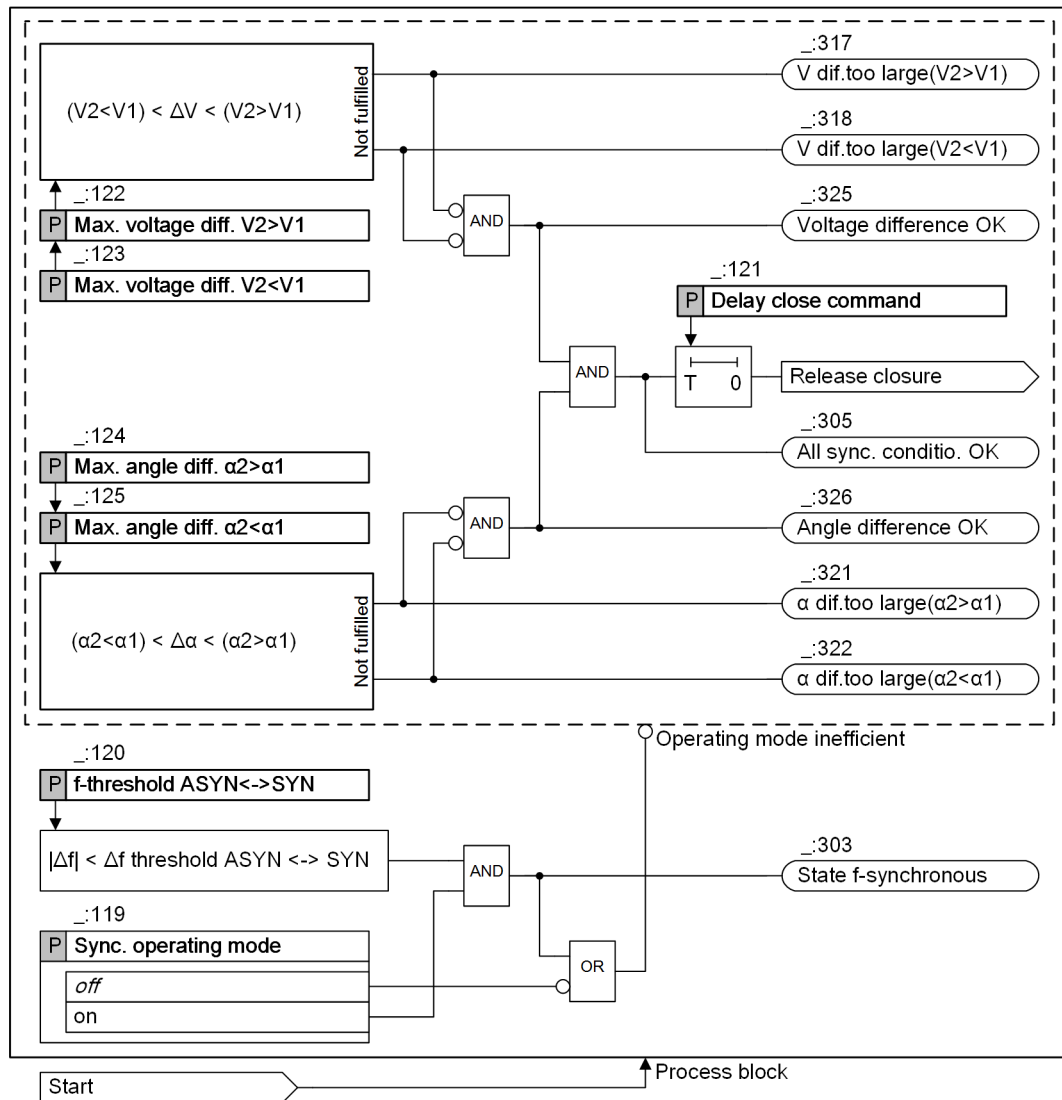 _:317
V dif.too large(V2>V1)
(V2<V1) < ΔV < (V2>V1)
Not fulfilled
_:318
V dif.too large(V2<V1)
_:122
P Max. voltage diff. V2>V1
_:325
AND
Voltage difference OK
_:123
P Max. voltage diff. V2<V1
_:121
P Delay close command
AND
T 0
Release closure
_:305
All sync. conditio. OK
_:124
P Max. angle diff. α2>α1
_:125
P Max. angle diff. α2<α1
_:326
AND
Angle difference OK
_:321
α dif.too large(α2>α1)
(α2<α1) < Δα < (α2>α1)
Not fulfilled
_:322
α dif.too large(α2<α1)
Operating mode inefficient
_:120
P f-threshold ASYN<->SYN
|Δf| < Δf threshold ASYN <-> SYN
AND
_:303
State f-synchronous
_:119
P Sync. operating mode
off
on
OR
Process block
Start